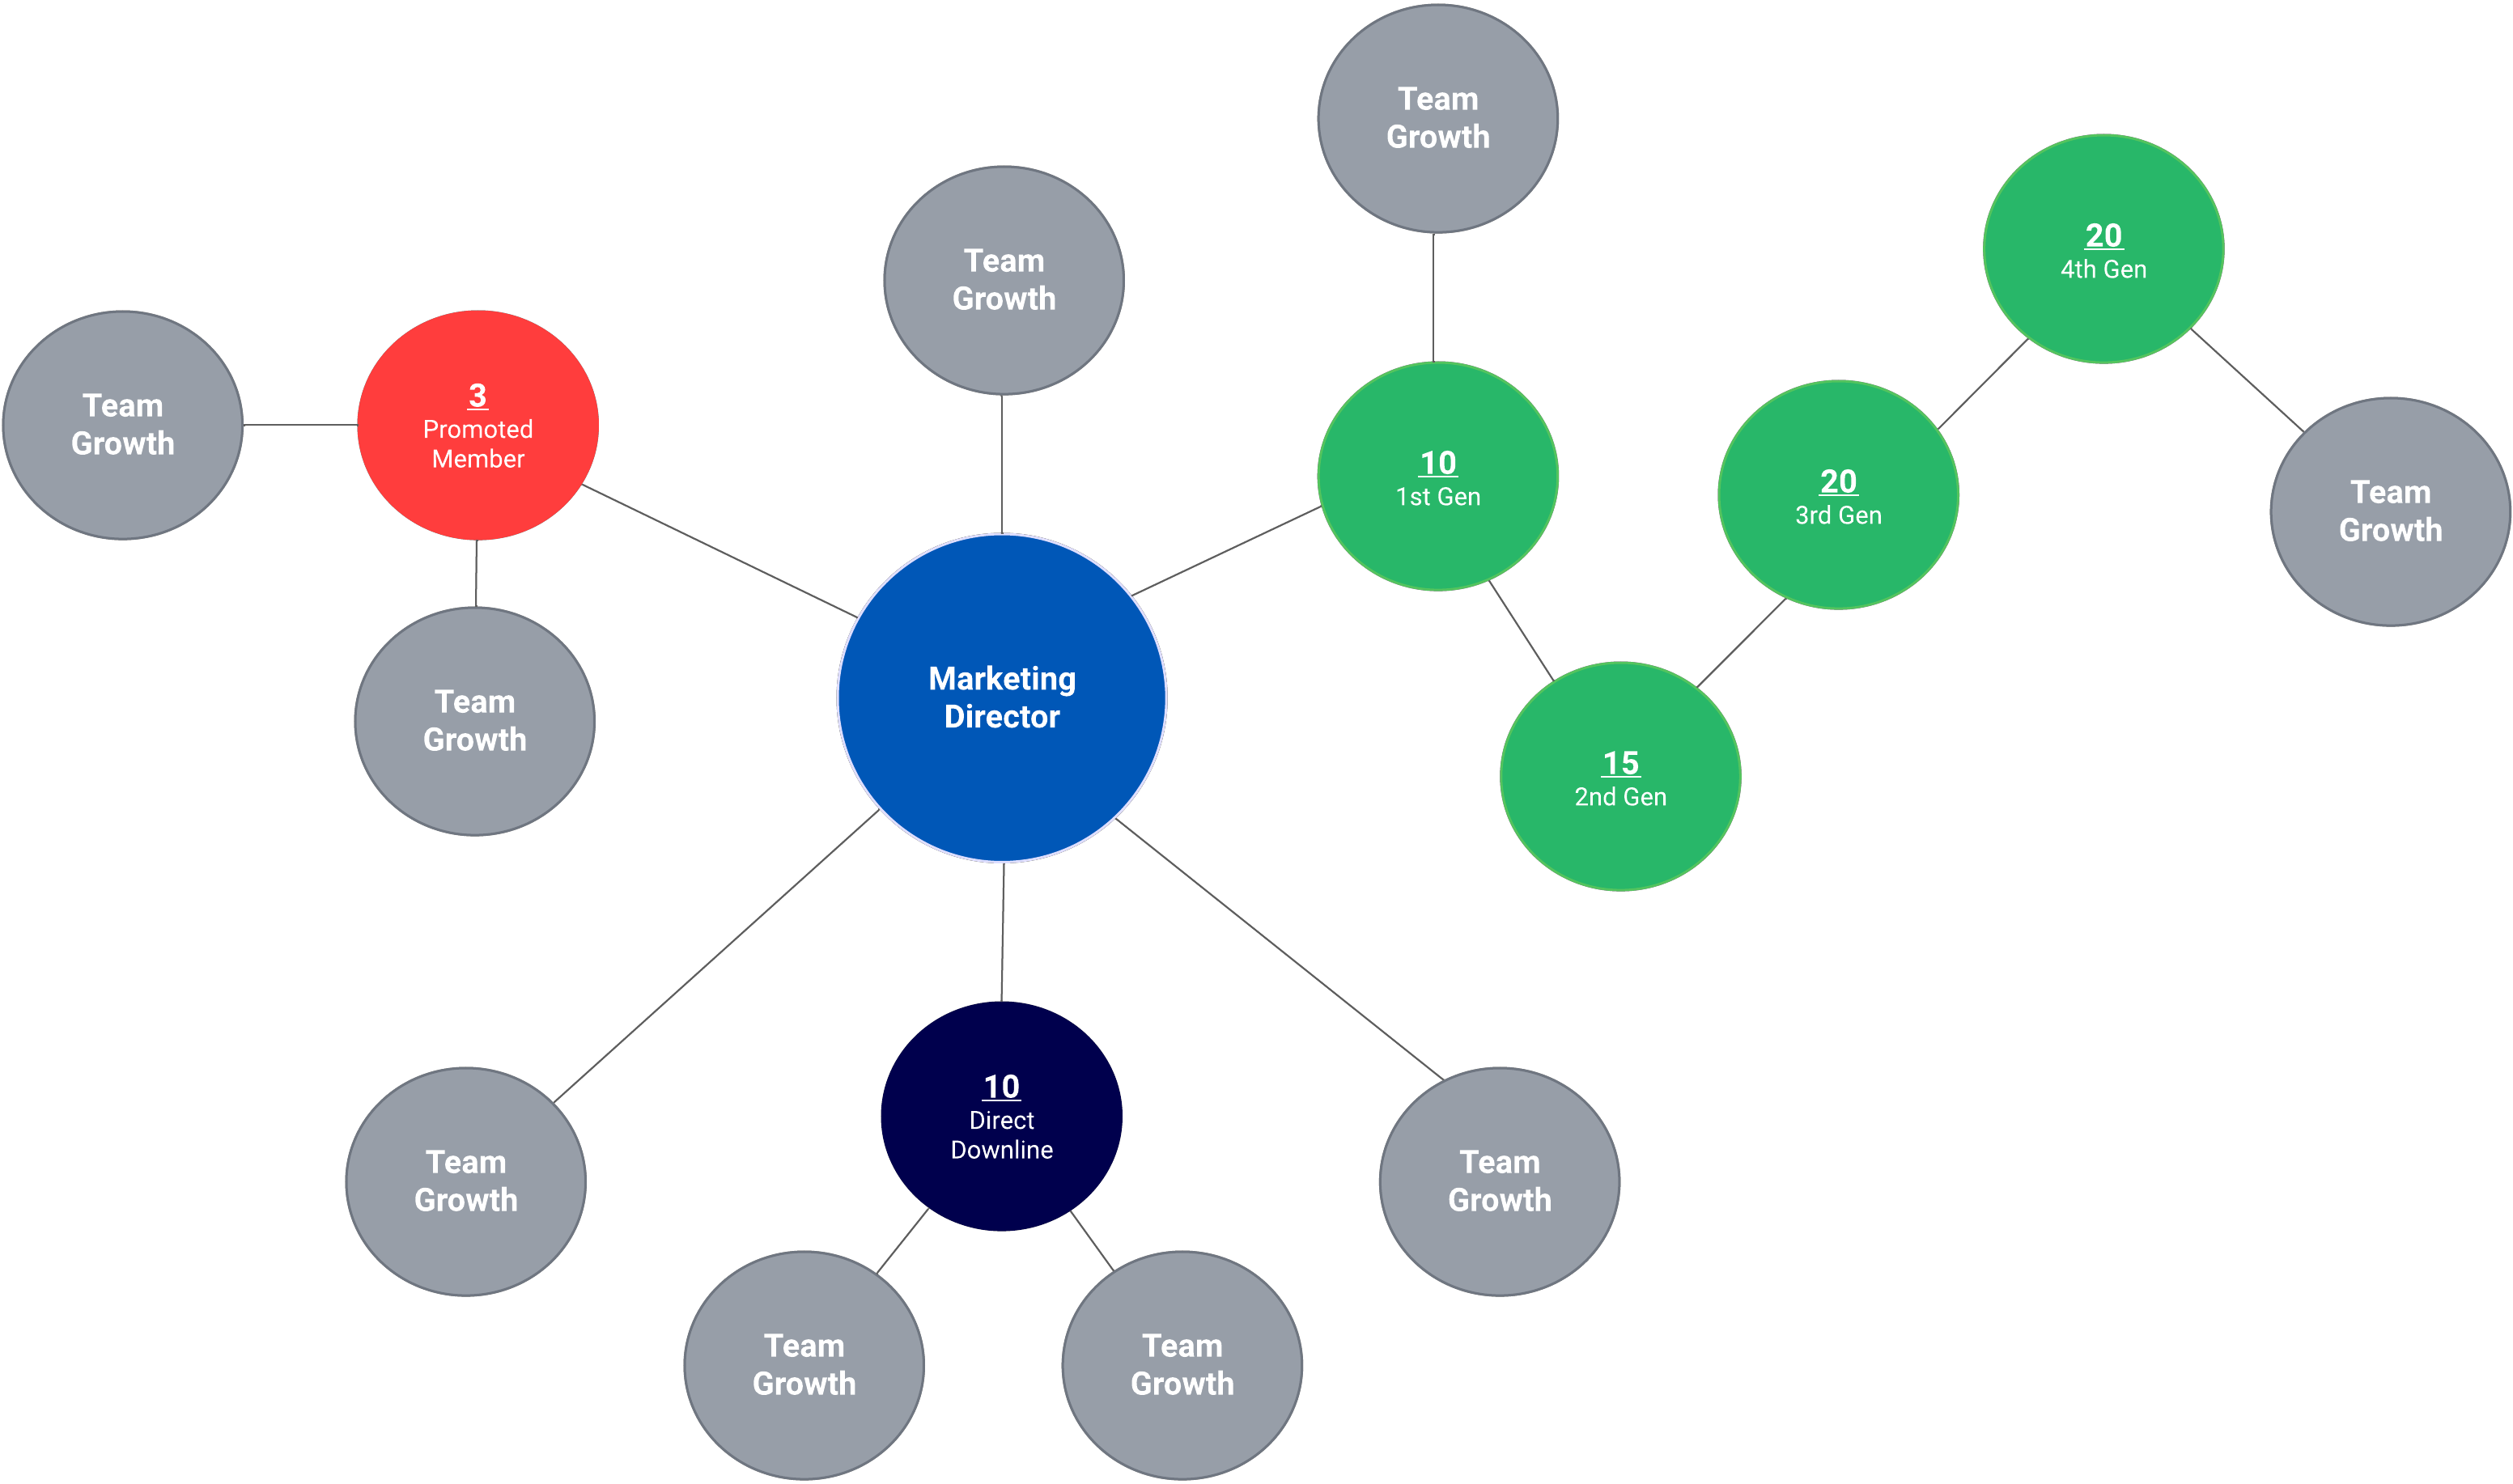 Team
Growth
20
4th Gen
Team
Growth
3
Promoted
Member
Team
Growth
10
1st Gen
20
3rd Gen
Team
Growth
Team
Growth
Marketing
Director
15
2nd Gen
Team
Growth
10
Direct
Downline
Team
Growth
Team
Growth
Team
Growth
Team
Growth